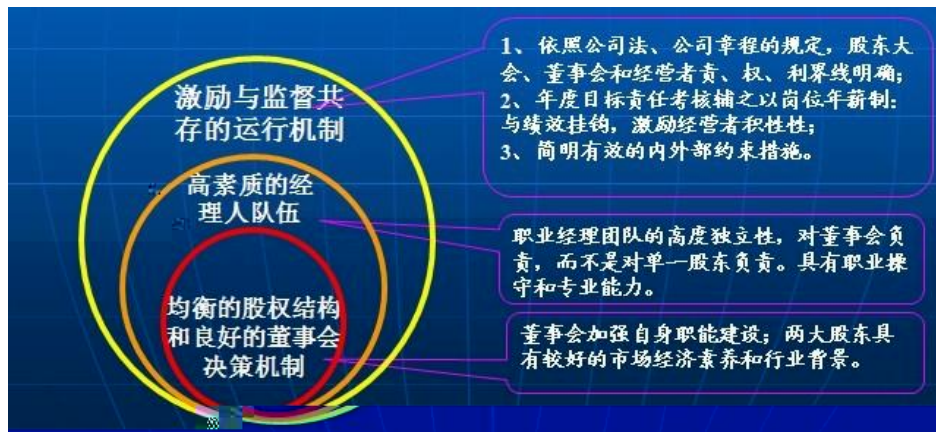 激励与监督共
存的运行机制
高素质的经
理人队伍
均衡的股权结构
和良好的董事会
决策机制
1、依照公司法、公司章程的规定，股东大
会、董事会和经营者责、权、利界线明确；
2、年度目标责任考核辅之以岗位年薪制：
与绩效挂钩，激励经营者积性性；
3、简明有效的内外部约束措施。
职业经理团队的高度独立性，对董事会负
责，而不是对单一股东负责。具有职业操
守和专业能力。
董事会加强自身职能建设；两大股东具
有较好的市场经济素养和行业背景。